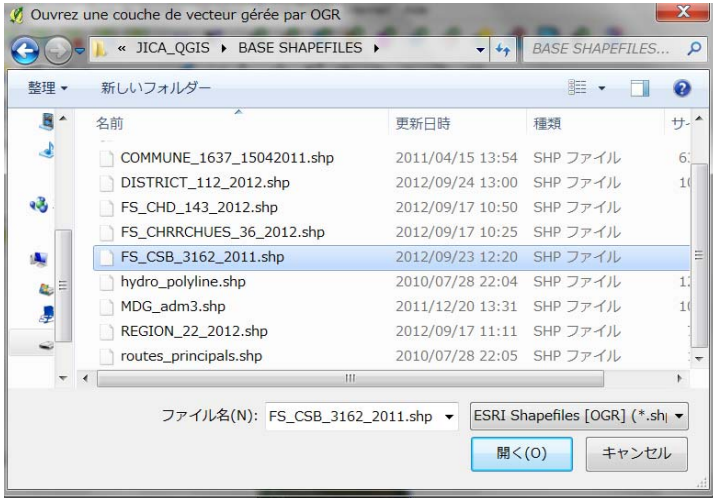 Ouvrez une couche de vecteur gérée par OGR
« JICA_QGIS BASE SHAPEFILES
BASE SHAPEFILES...
整理 新しいフォルダー
名前 更新日時 種類 サ-
COMMUNE_1637_15042011.shp 2011/04/15 13:54 SHP ファイル
DISTRICT_112_2012.shp 2012/09/24 13:00 SHP ファイル
FS_CHD_143_2012.shp 2012/09/17 10:50 SHP ファイル
FS_CHRRCHUES_36_2012.shp 2012/09/17 10:25 SHP ファイル
FS_CSB_3162_2011.shp 2012/09/23 12:20 SHP ファイル
hydro_polyline.shp 2010/07/28 22:04 SHP ファイル
MDG_adm3.shp 2011/12/20 13:31 SHP ファイル
REGION_22_2012.shp 2012/09/17 11:11 SHP ファイル
routes_principals.shp 2010/07/28 22:05 SHP ファイル
ファイル名(N): FS_CSB_3162_2011.shp ESRI Shapefiles [OGR] (*.sh
開く(O) キャンセル